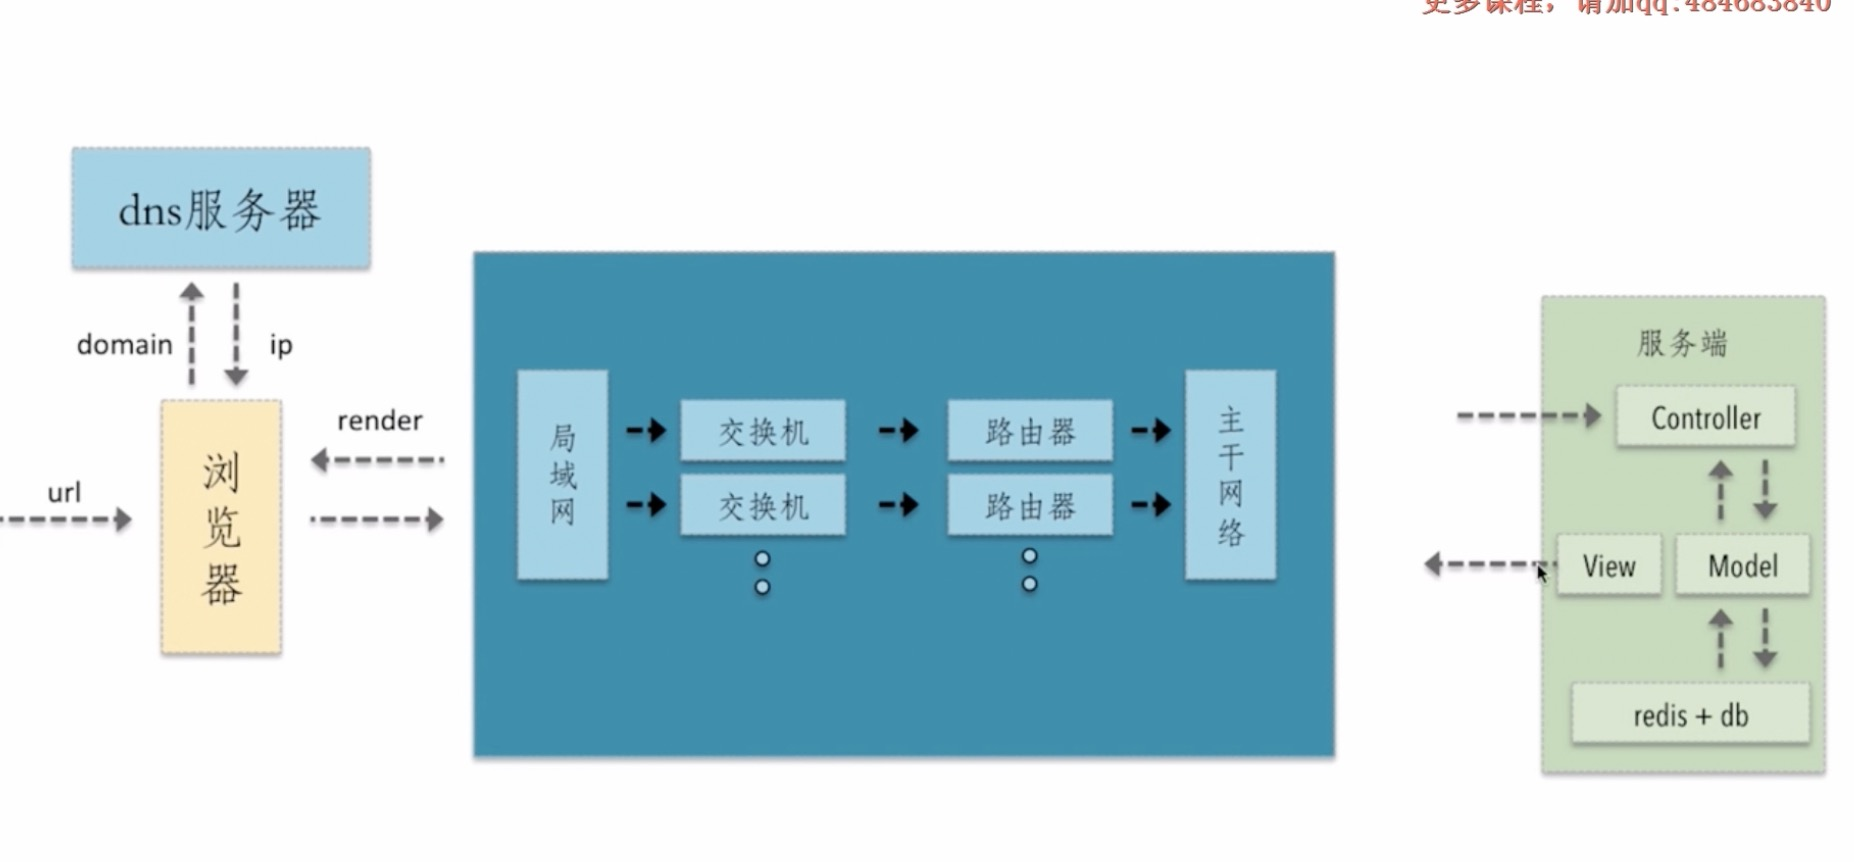 更多课程，请加qq:484683840
dns服务器
domain
ip
url
浏览器
render
局域网
交换机
路由器
交换机
路由器
主干网络
服务端
Controller
View
Model
redis + db